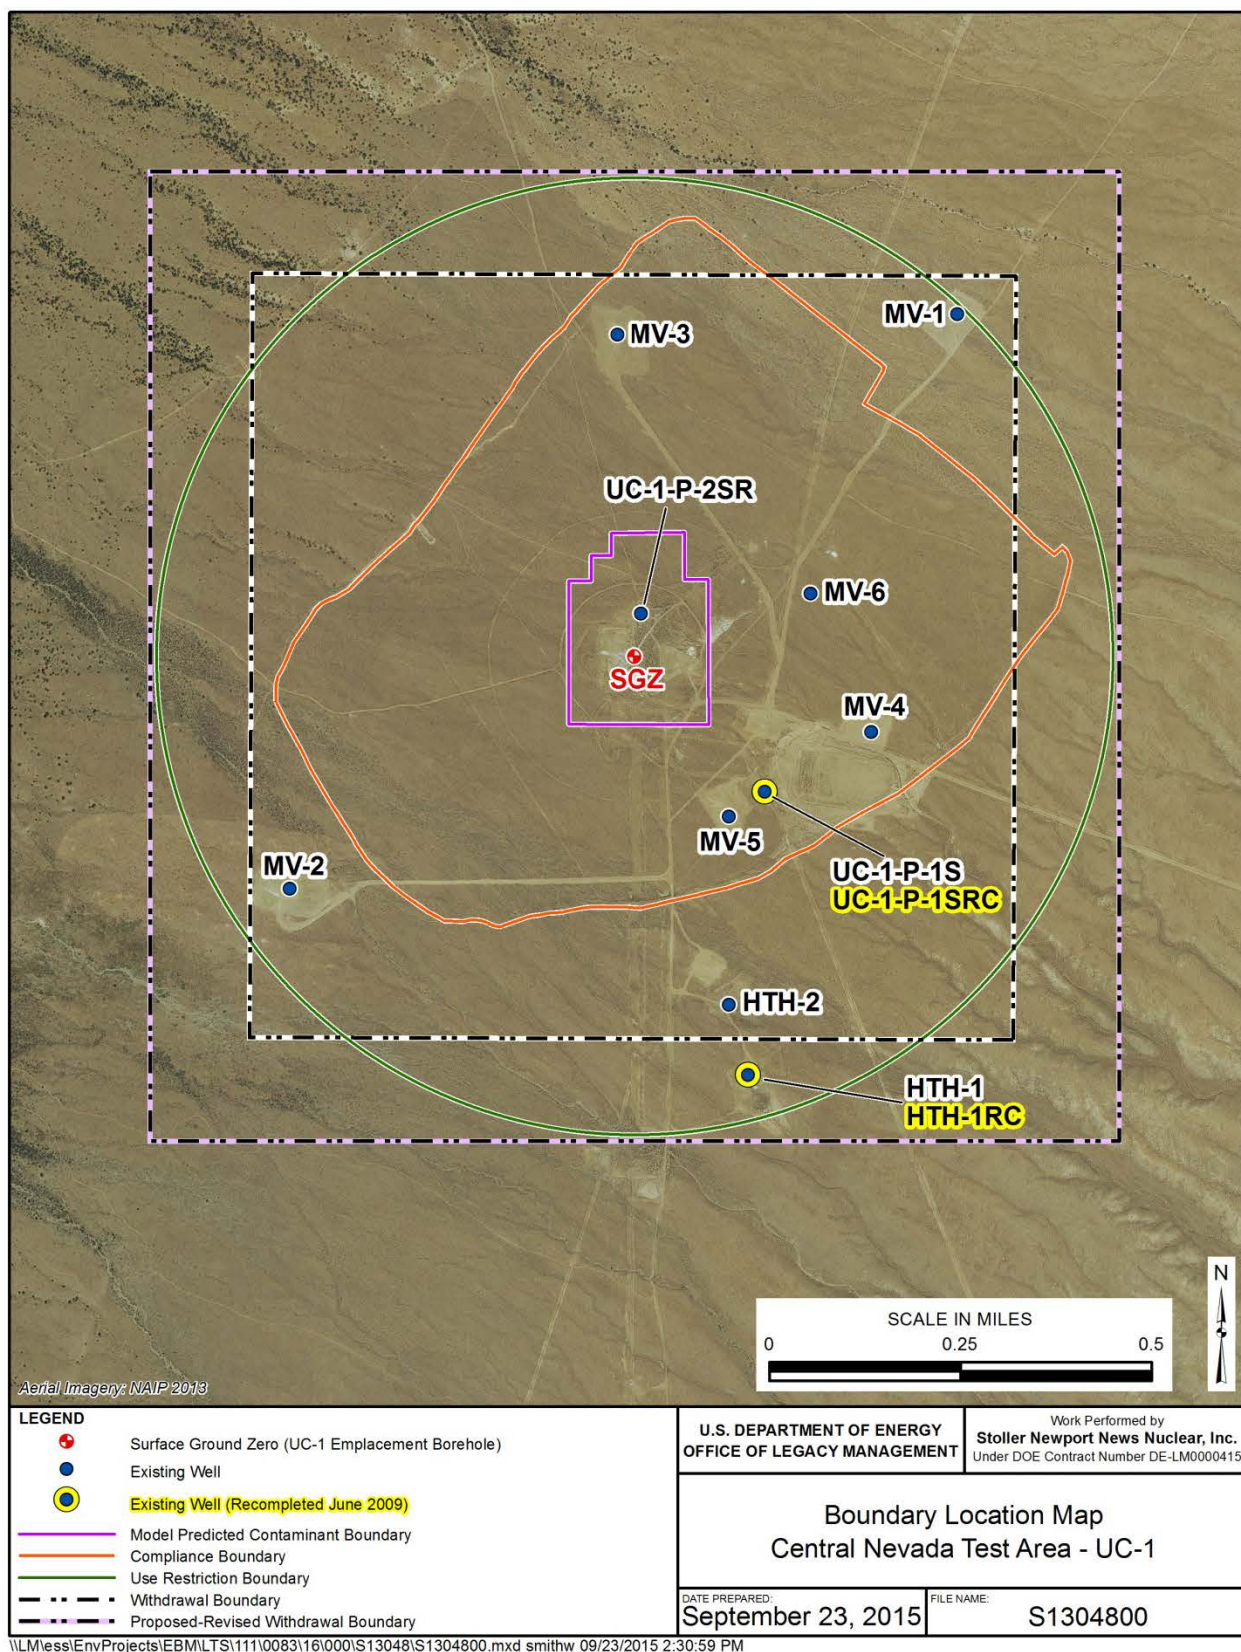 MV-1
MV-3
UC-1-P-2SR
MV-6
SGZ
MV-4
MV-5
MV-2
UC-1-P-1S
UC-1-P-1SRC
HTH-2
HTH-1
HTH-1RC
N
SCALE IN MILES
0 0.25 0.5
Aerial Imagery: NAIP 2013
LEGEND
Surface Ground Zero (UC-1 Emplacement Borehole)
Existing Well
Existing Well (Recompleted June 2009)
Model Predicted Contaminant Boundary
Compliance Boundary
Use Restriction Boundary
Withdrawal Boundary
Proposed-Revised Withdrawal Boundary
U.S. DEPARTMENT OF ENERGY
OFFICE OF LEGACY MANAGEMENT
Work Performed by
Stoller Newport News Nuclear, Inc.
Under DOE Contract Number DE-LM0000415
Boundary Location Map
Central Nevada Test Area - UC-1
DATE PREPARED:
September 23, 2015
FILE NAME:
S1304800
\\LM\ess\EnvProjects\EBM\LTS\111\0083\16\000\S13048\S1304800.mxd smithw 09/23/2015 2:30:59 PM